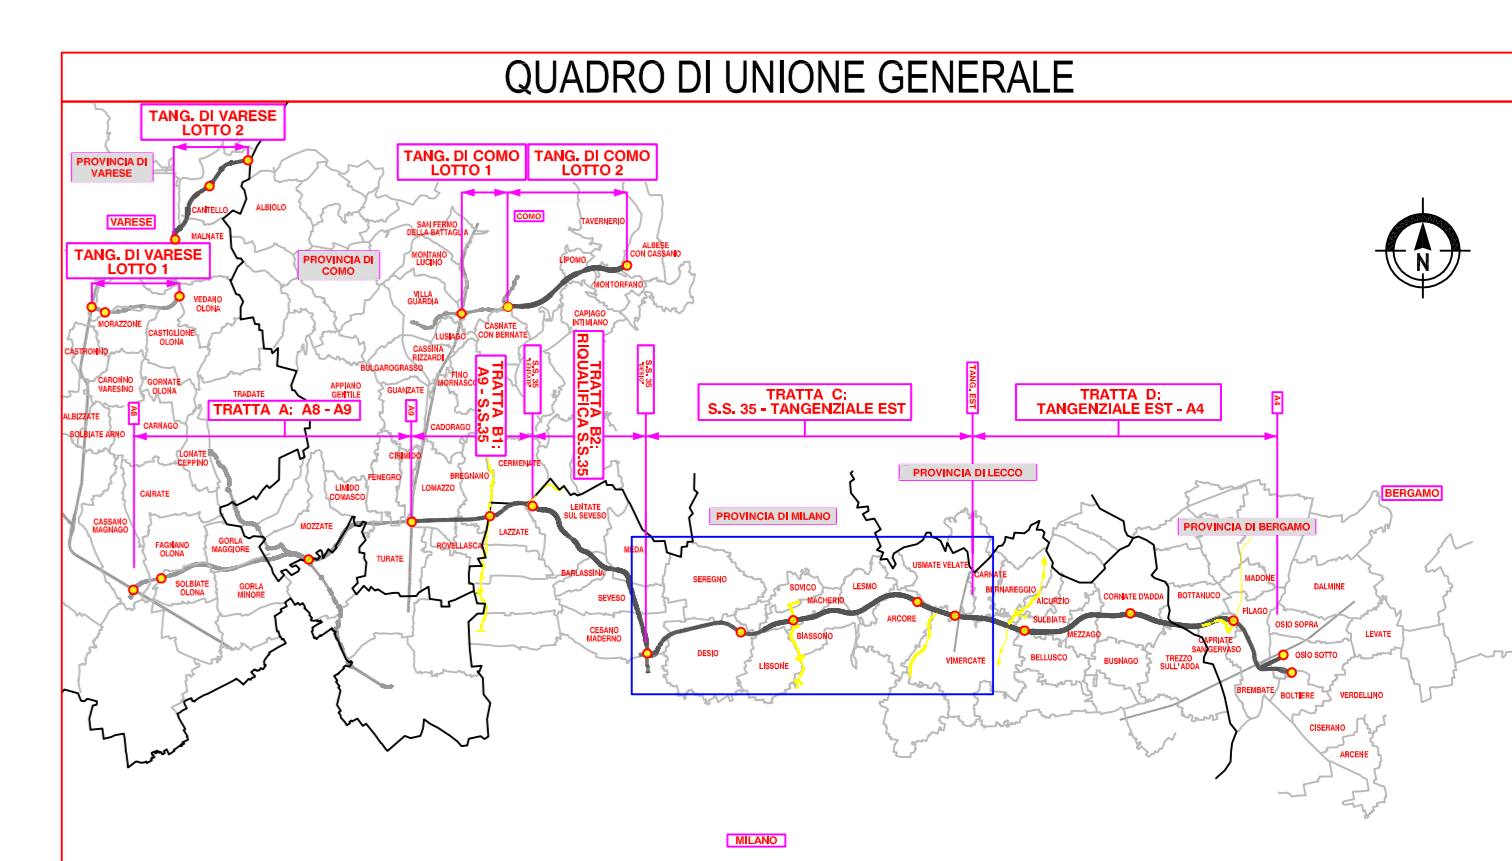 QUADRO DI UNIONE GENERALE
TANG. DI VARESE
LOTTO 2
PROVINCIA DI
VARESE
CANTELLO
ALBIOLO
VARESE
MALNATE
TANG. DI VARESE
LOTTO 1
PROVINCIA DI
COMO
TANG. DI COMO
LOTTO 1
TANG. DI COMO
LOTTO 2
COMO
SAN FERMO
DELLA BATTAGLIA
TAVERNERIO
ALBESE
CON CASSANO
MONTANO
LUCINO
LIPOMO
MONTORFANO
VILLA
GUARDIA
VEDANO
OLONA
MORAZZONE
CASTIGLIONE
OLONA
CAPIAGO
INTIMIANO
CASNATE
CON BERNATE
LUSIAGO
CASSINA
RIZZARDI
BULGAROGRASSO
FINO
MORNASCO
CARONNO
VARESINO
GORNATE
OLONA
TRADATE
APPIANO
GENTILE
GUANZATE
ALBIZZATE
SOLBIATE ARNO
CARNAGO
A8
TRATTA A: A8 - A9
A9
CADORAGO
TRATTA B1:
A9 - S.S.35
S.S. 35
TRATTA B2:
RIQUALIFICA S.S.35
S.S. 35
TRATTA C:
S.S. 35 - TANGENZIALE EST
TANG. EST
TRATTA D:
TANGENZIALE EST - A4
A4
N
LONATE
CEPPINO
CIRIMIDO
FENEGRO
LOMAZZO
BREGNANO
CERMENATE
LIMIDO
COMASCO
CAIRATE
CASSANO
MAGNAGO
MOZZATE
LENTATE
SUL SEVESO
LAZZATE
ROVELLASCA
TURATE
GORLA
MAGGIORE
FAGNANO
OLONA
SOLBIATE
OLONA
GORLA
MINORE
BARLASSINA
MEDA
SEVESO
CESANO
MADERNO
PROVINCIA DI MILANO
PROVINCIA DI LECCO
PROVINCIA DI BERGAMO
BERGAMO
SEREGNO
SOVICO
MACHERIO
LESMO
USMATE VELATE
CARNATE
BERNAREGGIO
AICURZIO
ARCORE
BIASSONO
DESIO
LISSONE
VIMERCATE
SULBIATE
MEZZAGO
BELLUSCO
BUSNAGO
CORNATE D'ADDA
BOTTANUCO
MADONE
DALMINE
FILAGO
OSIO SOPRA
CAPRIATE
SAN GERVASO
TREZZO
SULL'ADDA
LEVATE
OSIO SOTTO
BREMBATE
BOLTIERE
VERDELLINO
CISERANO
ARCENE
MILANO